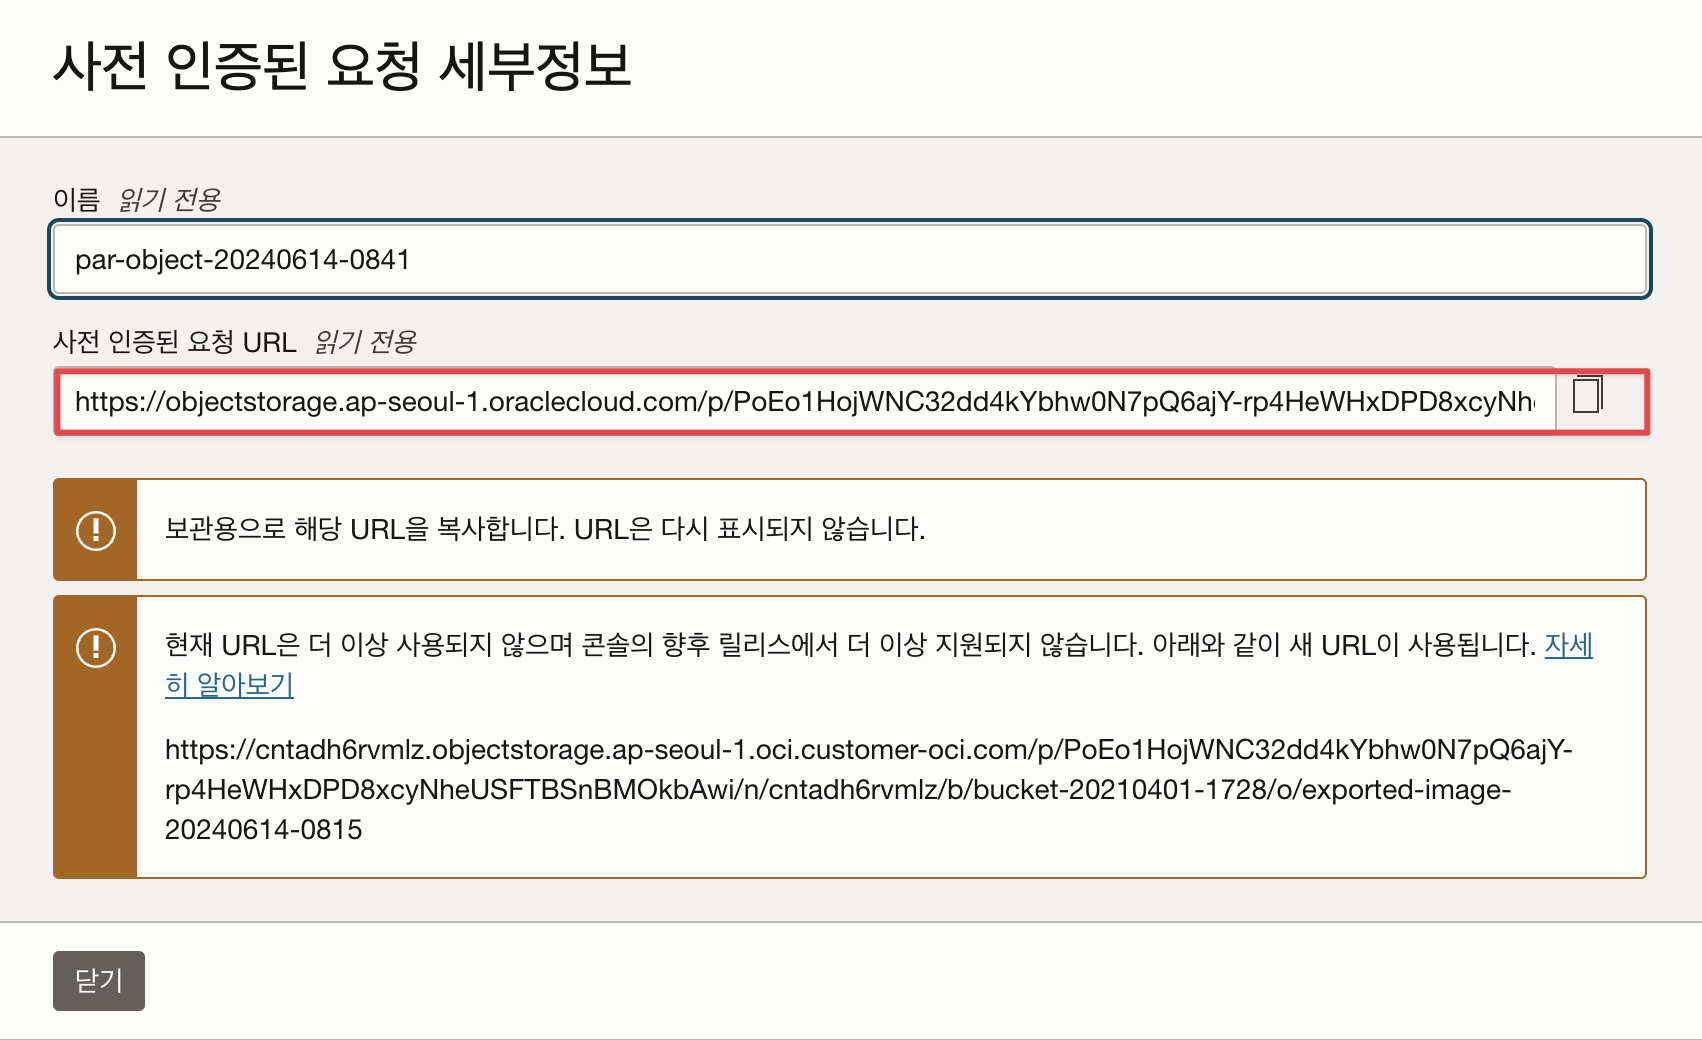 사전 인증된 요청 세부정보
이름 읽기 전용
par-object-20240614-0841
사전 인증된 요청 URL 읽기 전용
https://objectstorage.ap-seoul-1.oraclecloud.com/p/PoEo1HojWNC32dd4kYbhw0N7pQ6ajY-rp4HeWHxDPD8xcyNh
보관용으로 해당 URL을 복사합니다. URL은 다시 표시되지 않습니다.
현재 URL은 더 이상 사용되지 않으며 콘솔의 향후 릴리스에서 더 이상 지원되지 않습니다. 아래와 같이 새 URL이 사용됩니다. 자세
히 알아보기
https://cntadh6rvmlz.objectstorage.ap-seoul-1.oci.customer-oci.com/p/PoEo1HojWNC32dd4kYbhw0N7pQ6ajY-
rp4HeWHxDPD8xcyNheUSFTBSnBMOkbAwi/n/cntadh6rvmlz/b/bucket-20210401-1728/o/exported-image-
20240614-0815
닫기